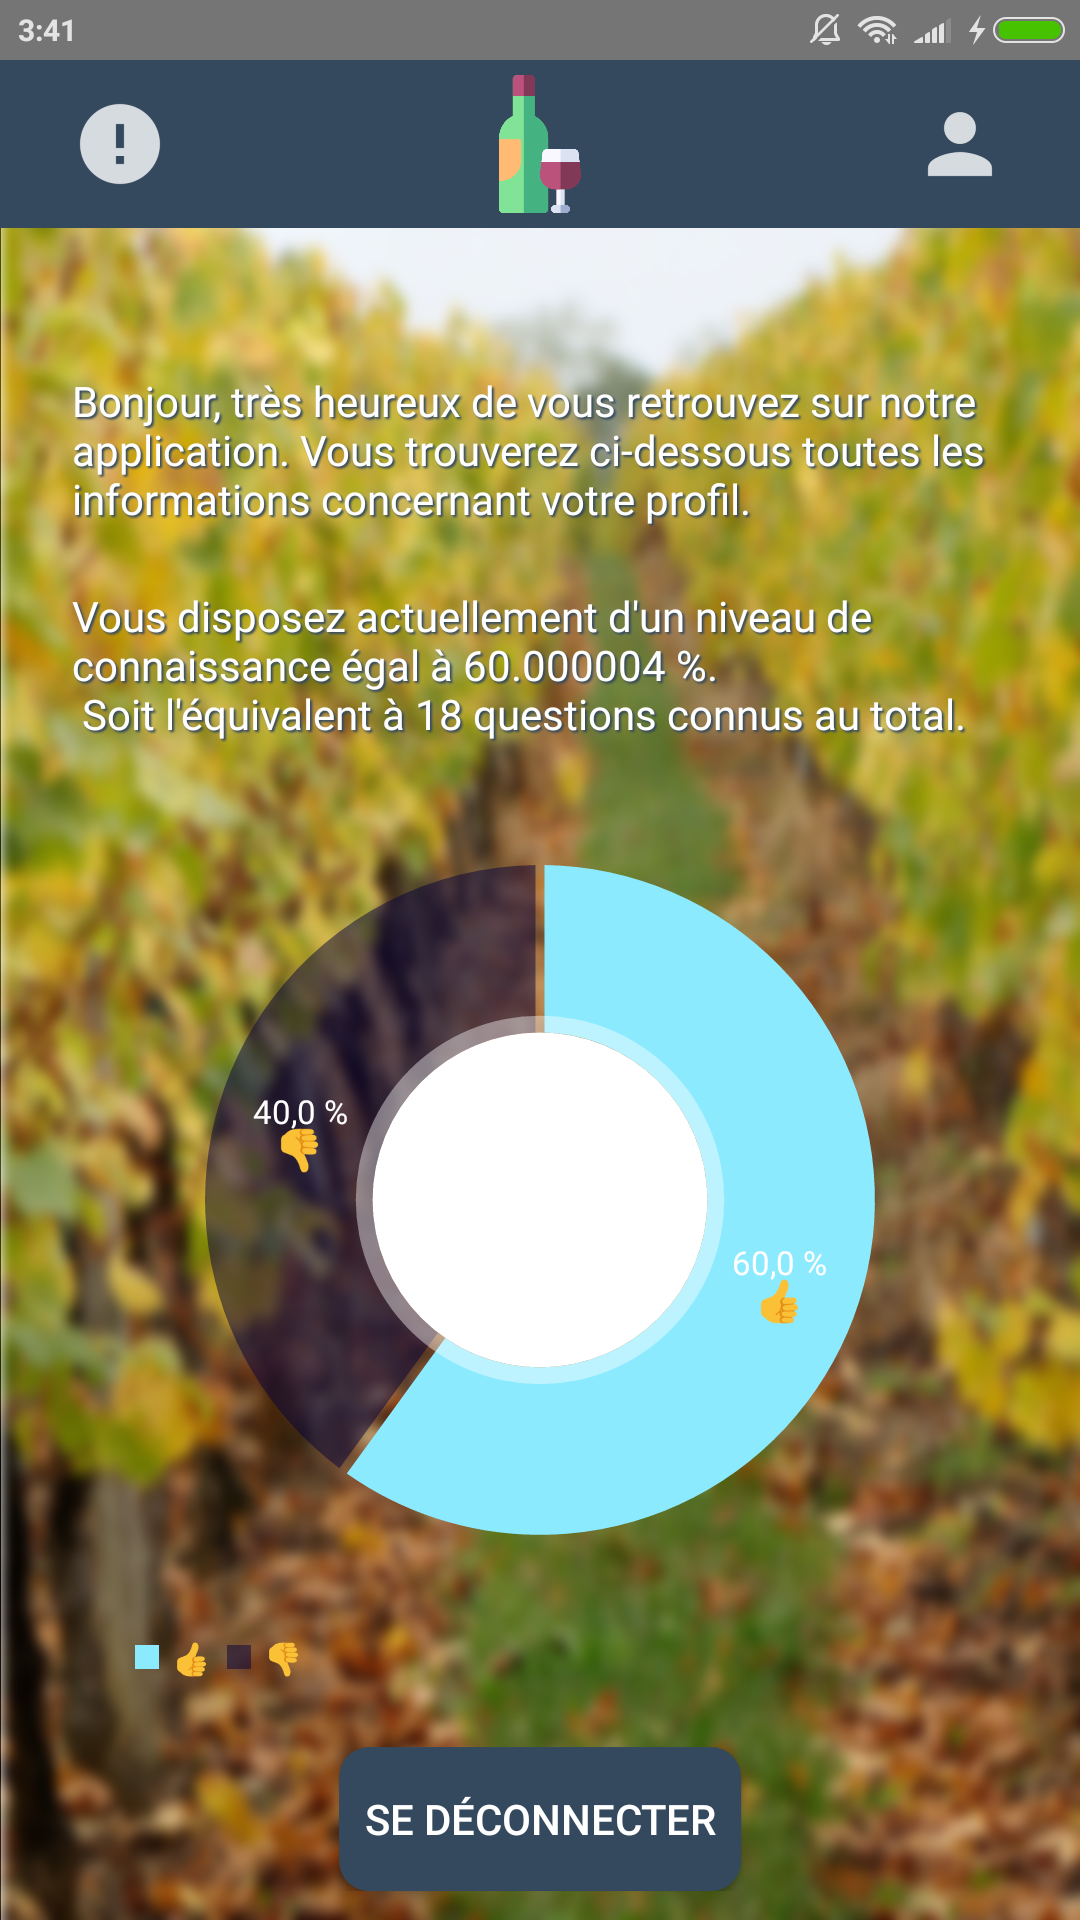 3:41
Bonjour, très heureux de vous retrouvez sur notre
application. Vous trouverez ci-dessous toutes les
informations concernant votre profil.
Vous disposez actuellement d'un niveau de
connaissance égal à 60.000004 %.
Soit l'équivalent à 18 questions connus au total.
40,0 %
60,0 %
SE DÉCONNECTER